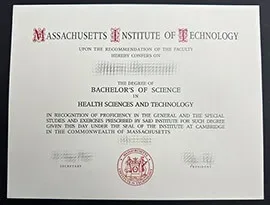 MASSACHUSETTS INSTITUTE OF TECHNOLOGY
UPON THE RECOMMENDATION OF THE FACULTY
HEREBY CONFERS ON
THE DEGREE OF
BACHELOR'S OF SCIENCE
IN
HEALTH SCIENCES AND TECHNOLOGY
IN RECOGNITION OF PROFICIENCY IN THE GENERAL AND THE SPECIAL
STUDIES AND EXERCISES PRESCRIBED BY SAID INSTITUTE FOR SUCH DEGREE
GIVEN THIS DAY UNDER THE SEAL OF THE INSTITUTE AT CAMBRIDGE
IN THE COMMONWEALTH OF MASSACHUSETTS
SECRETARY
PRESIDENT